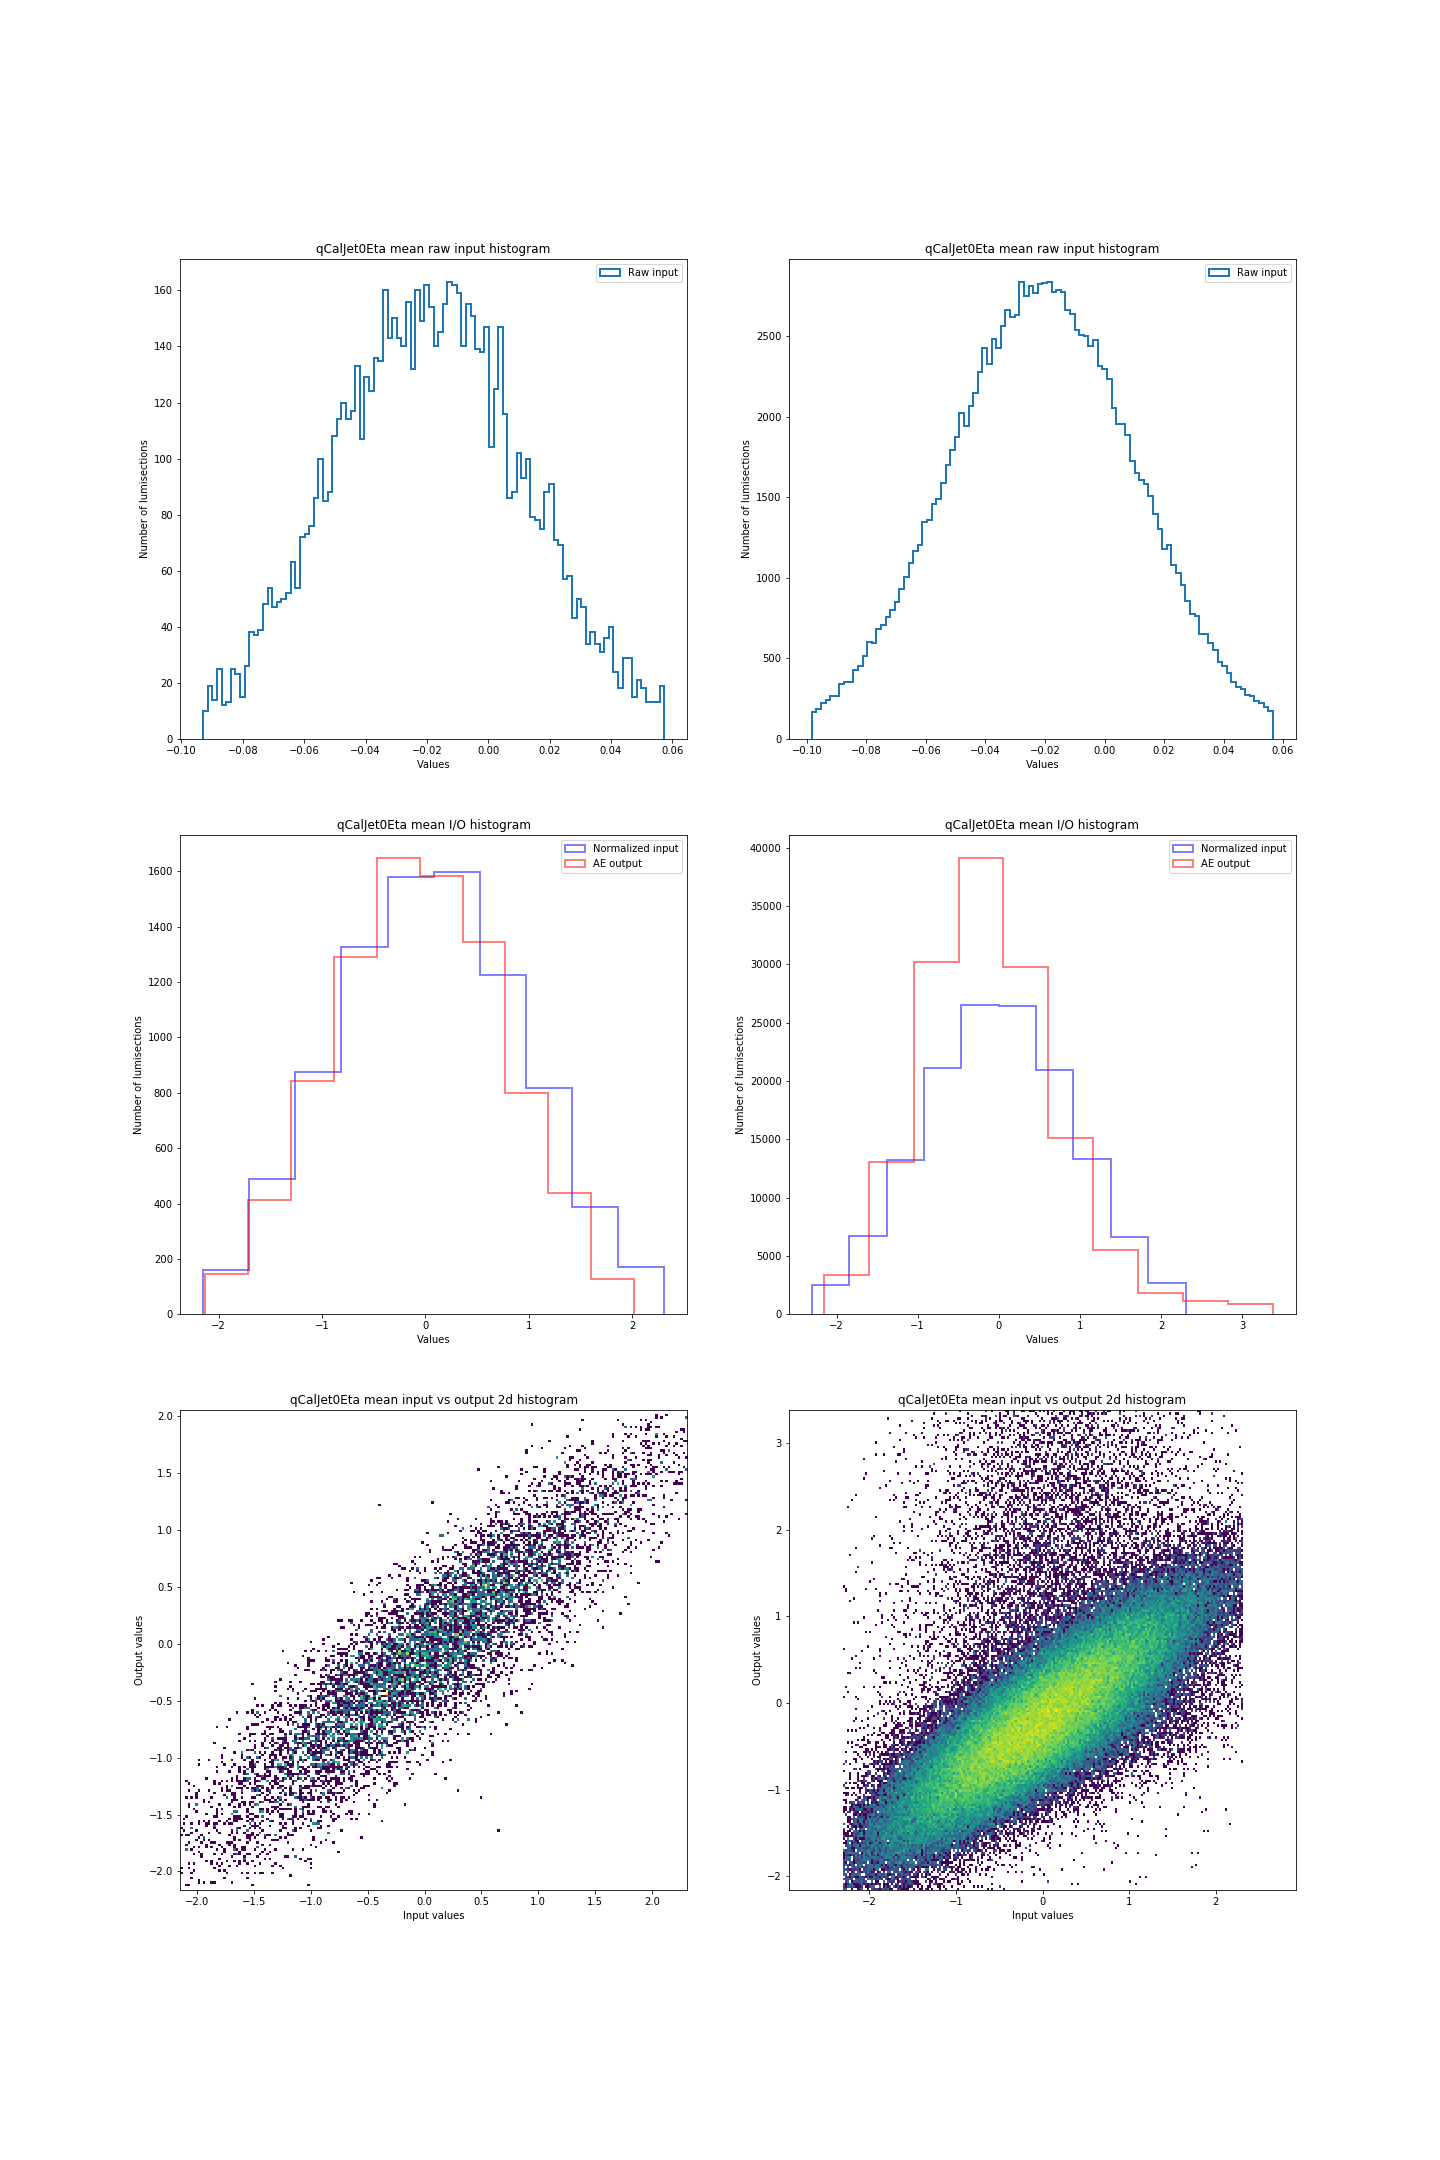 qCalJet0Eta mean raw input histogram
Raw input
160
140
120
100
80
60
40
20
0
Number of lumisections
−0.10 −0.08 −0.06 −0.04 −0.02 0.00 0.02 0.04 0.06
Values
qCalJet0Eta mean raw input histogram
Raw input
2500
2000
1500
1000
500
0
Number of lumisections
−0.10 −0.08 −0.06 −0.04 −0.02 0.00 0.02 0.04 0.06
Values
qCalJet0Eta mean I/O histogram
Normalized input
AE output
1600
1400
1200
1000
800
600
400
200
0
Number of lumisections
−2 −1 0 1 2
Values
qCalJet0Eta mean I/O histogram
Normalized input
AE output
40000
35000
30000
25000
20000
15000
10000
5000
0
Number of lumisections
−2 −1 0 1 2 3
Values
qCalJet0Eta mean input vs output 2d histogram
2.0
1.5
1.0
0.5
0.0
−0.5
−1.0
−1.5
−2.0
Output values
−2.0 −1.5 −1.0 −0.5 0.0 0.5 1.0 1.5 2.0
Input values
qCalJet0Eta mean input vs output 2d histogram
3
2
1
0
−1
−2
Output values
−2 −1 0 1 2
Input values